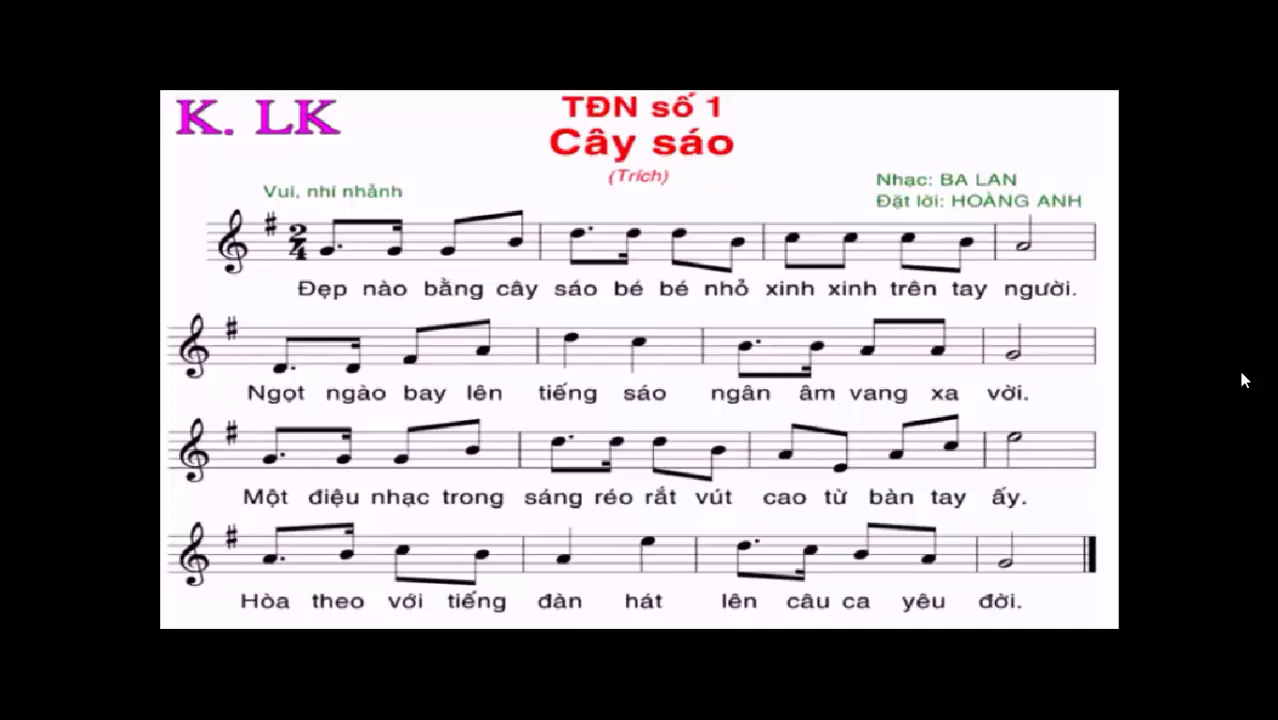 K. LK
TĐN số 1
Cây sáo
(Trích)
Vui, nhí nhảnh
Nhạc: BA LAN
Đặt lời: HOÀNG ANH
2
4
Đẹp nào bằng cây sáo bé bé nhỏ xinh xinh trên tay người.
Ngọt ngào bay lên tiếng sáo ngân âm vang xa vời.
Một điệu nhạc trong sáng réo rắt vút cao từ bàn tay ấy.
Hòa theo với tiếng đàn hát lên câu ca yêu đời.